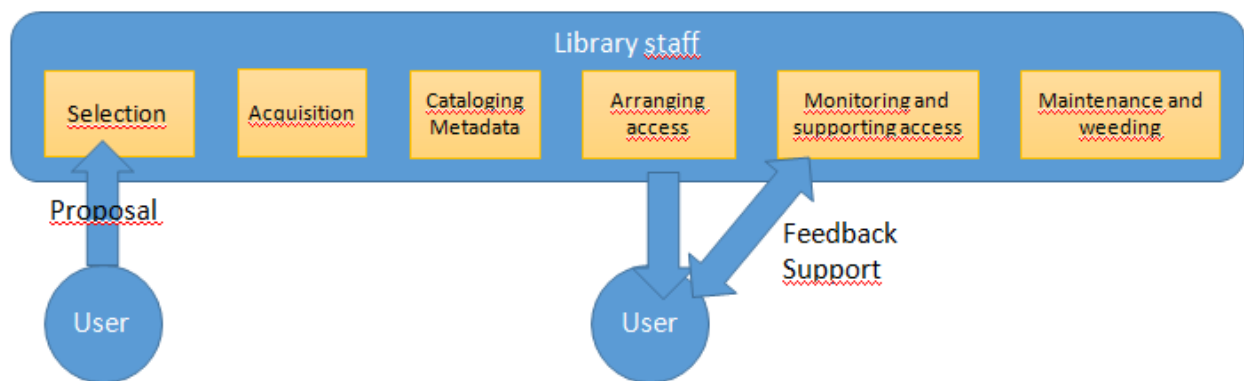 Library staff
Selection
Acquisition
Cataloging
Metadata
Arranging
access
Monitoring and
supporting access
Maintenance and
weeding
Proposal
Feedback
Support
User
User